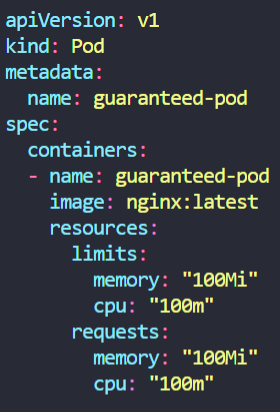 apiVersion: v1
kind: Pod
metadata:
  name: guaranteed-pod
spec:
  containers:
  - name: guaranteed-pod
    image: nginx:latest
    resources:
      limits:
        memory: "100Mi"
        cpu: "100m"
      requests:
        memory: "100Mi"
        cpu: "100m"